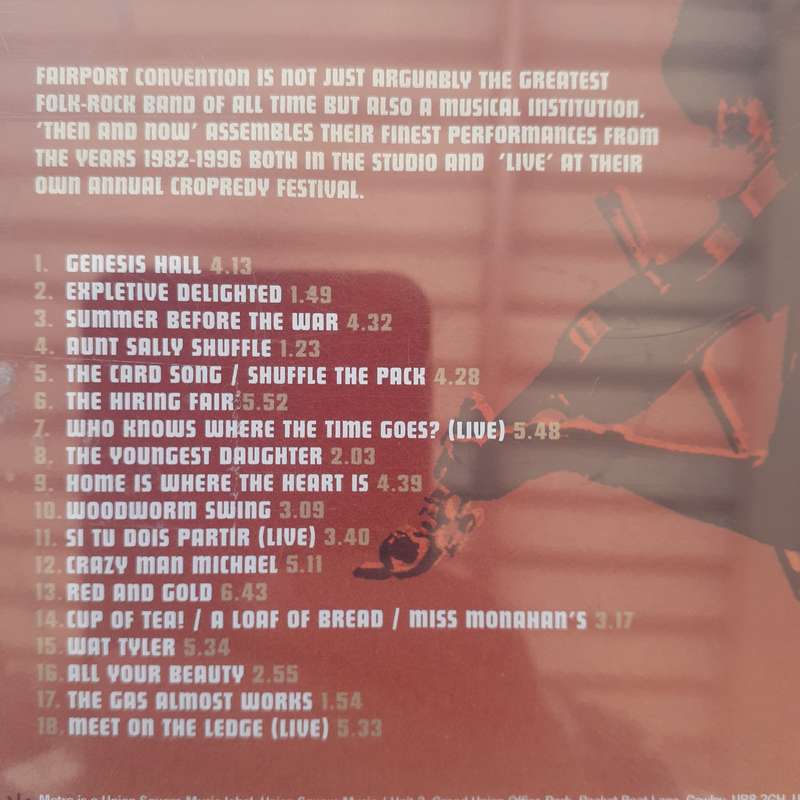 FAIRPORT CONVENTION IS NOT JUST ARGUABLY THE GREATEST
FOLK-ROCK BAND OF ALL TIME BUT ALSO A MUSICAL INSTITUTION.
'THEN AND NOW' ASSEMBLES THEIR FINEST PERFORMANCES FROM
THE YEARS 1982-1996 BOTH IN THE STUDIO AND 'LIVE' AT THEIR
OWN ANNUAL CROPREDY FESTIVAL.
1. GENESIS HALL 4.13
2. EXPLETIVE DELIGHTED 1.49
3. SUMMER BEFORE THE WAR 4.32
4. AUNT SALLY SHUFFLE 1.23
5. THE CARD SONG / SHUFFLE THE PACK 4.28
6. THE HIRING FAIR 5.52
7. WHO KNOWS WHERE THE TIME GOES? (LIVE) 5.48
8. THE YOUNGEST DAUGHTER 2.03
9. HOME IS WHERE THE HEART IS 4.39
10. WOODWORM SWING 3.09
11. SI TU DOIS PARTIR (LIVE) 3.40
12. CRAZY MAN MICHAEL 5.11
13. RED AND GOLD 6.43
14. CUP OF TEA! / A LOAF OF BREAD / MISS MONAHAN'S 3.17
15. WAT TYLER 5.34
16. ALL YOUR BEAUTY 2.55
17. THE GAS ALMOST WORKS 1.54
18. MEET ON THE LEDGE (LIVE) 5.33